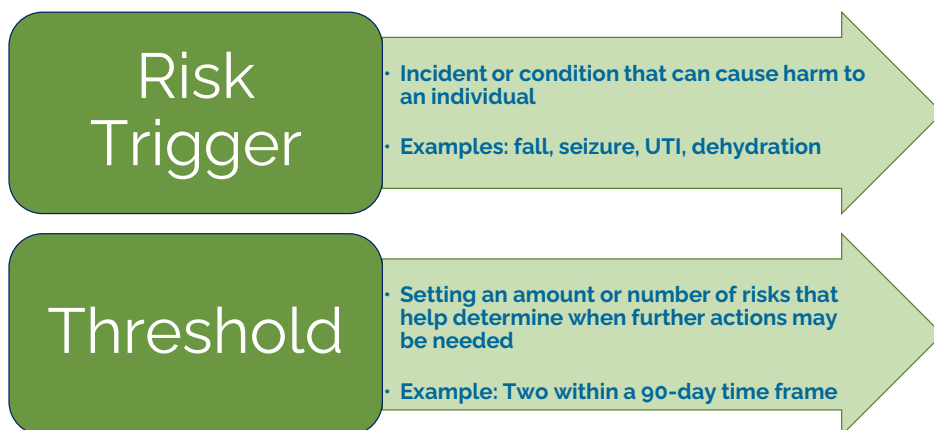 Risk
Trigger
• Incident or condition that can cause harm to
an individual
• Examples: fall, seizure, UTI, dehydration
Threshold
• Setting an amount or number of risks that
help determine when further actions may
be needed
• Example: Two within a 90-day time frame